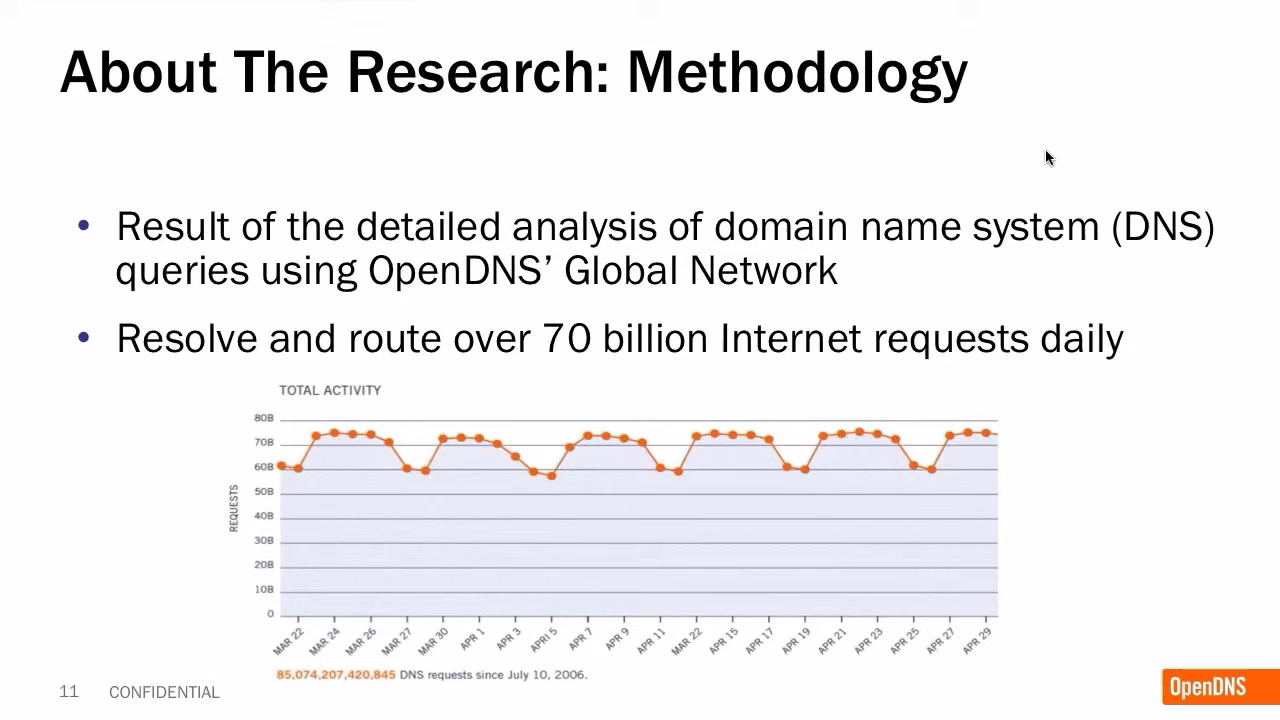 About The Research: Methodology
• Result of the detailed analysis of domain name system (DNS)
queries using OpenDNS’ Global Network
• Resolve and route over 70 billion Internet requests daily
TOTAL ACTIVITY
80B
70B
60B
50B
40B
30B
20B
10B
0
REQUESTS
MAR 22
MAR 24
MAR 26
MAR 27
MAR 30
APR 1
APR 3
APRI 5
APR 7
APR 9
APR 11
MAR 22
APR 15
APR 17
APR 19
APR 21
APR 23
APR 25
APR 27
APR 29
85,074,207,420,845 DNS requests since July 10, 2006.
11 CONFIDENTIAL
OpenDNS